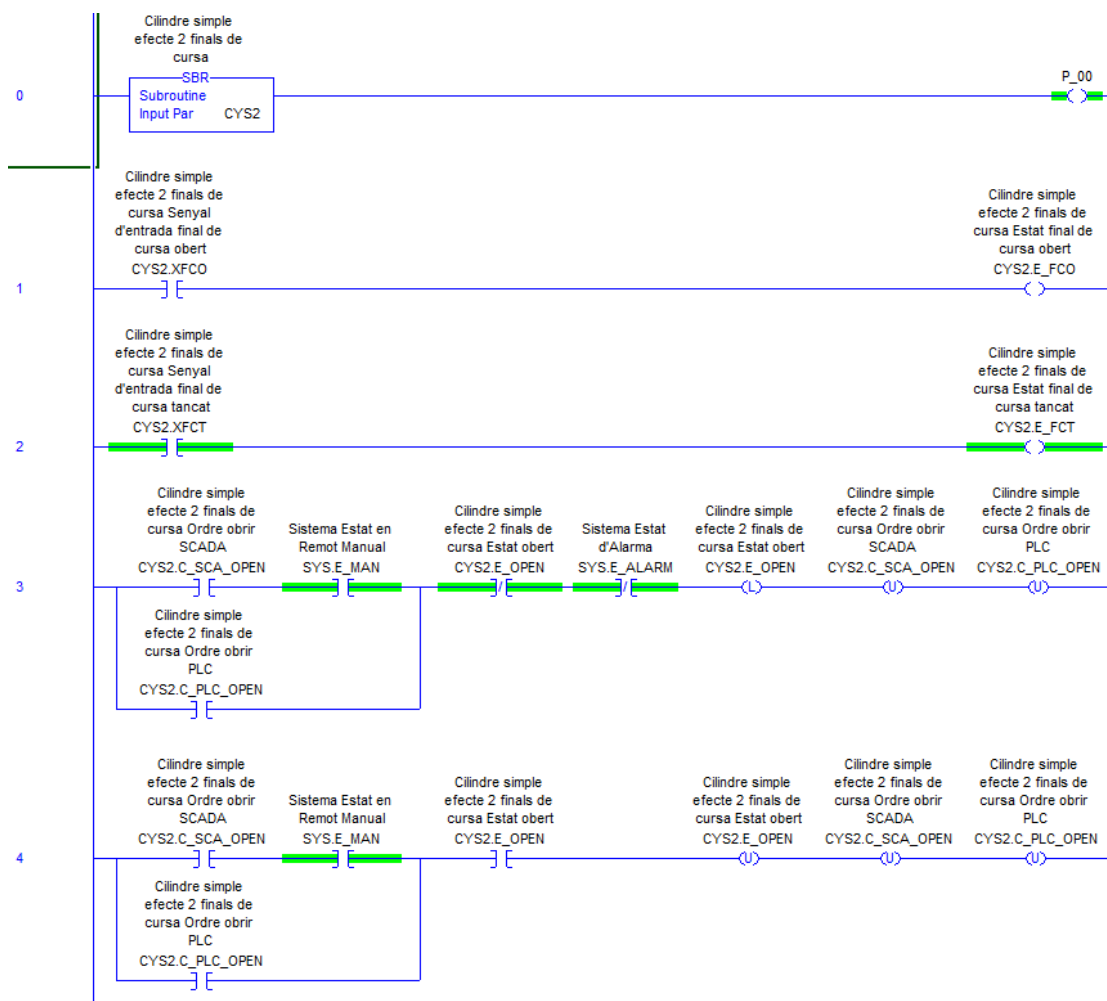 Cilindre simple
efecte 2 finals de
cursa
SBR
Subroutine
Input Par CYS2
P_00
0
Cilindre simple
efecte 2 finals de
cursa Senyal
d'entrada final de
cursa obert
CYS2.XFCO
Cilindre simple
efecte 2 finals de
cursa Estat final de
cursa obert
CYS2.E_FCO
1
Cilindre simple
efecte 2 finals de
cursa Senyal
d'entrada final de
cursa tancat
CYS2.XFCT
Cilindre simple
efecte 2 finals de
cursa Estat final de
cursa tancat
CYS2.E_FCT
2
Cilindre simple
efecte 2 finals de
cursa Ordre obrir
SCADA
CYS2.C_SCA_OPEN
Sistema Estat en
Remot Manual
SYS.E_MAN
Cilindre simple
efecte 2 finals de
cursa Estat obert
CYS2.E_OPEN
Sistema Estat
d'Alarma
SYS.E_ALARM
Cilindre simple
efecte 2 finals de
cursa Estat obert
CYS2.E_OPEN
Cilindre simple
efecte 2 finals de
cursa Ordre obrir
SCADA
CYS2.C_SCA_OPEN
Cilindre simple
efecte 2 finals de
cursa Ordre obrir
PLC
CYS2.C_PLC_OPEN
3
L
U
U
Cilindre simple
efecte 2 finals de
cursa Ordre obrir
PLC
CYS2.C_PLC_OPEN
Cilindre simple
efecte 2 finals de
cursa Ordre obrir
SCADA
CYS2.C_SCA_OPEN
Sistema Estat en
Remot Manual
SYS.E_MAN
Cilindre simple
efecte 2 finals de
cursa Estat obert
CYS2.E_OPEN
Cilindre simple
efecte 2 finals de
cursa Estat obert
CYS2.E_OPEN
Cilindre simple
efecte 2 finals de
cursa Ordre obrir
SCADA
CYS2.C_SCA_OPEN
Cilindre simple
efecte 2 finals de
cursa Ordre obrir
PLC
CYS2.C_PLC_OPEN
4
U
U
U
Cilindre simple
efecte 2 finals de
cursa Ordre obrir
PLC
CYS2.C_PLC_OPEN